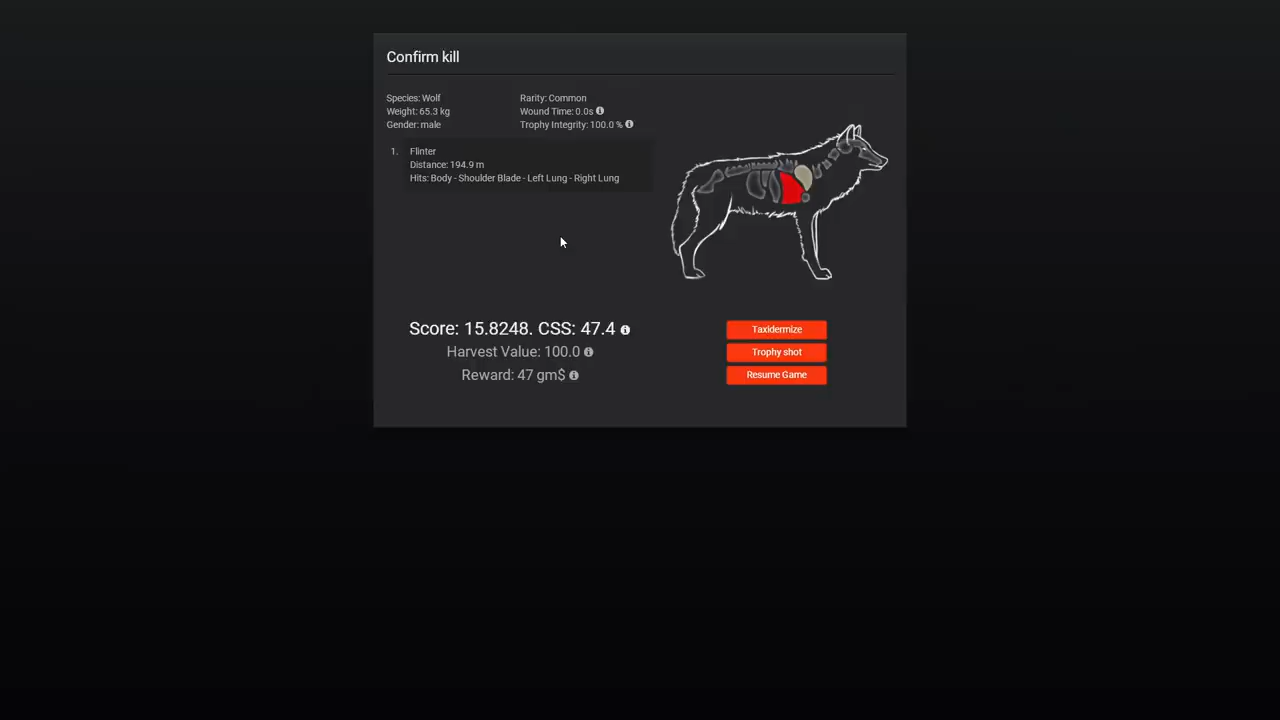 Confirm kill
Species: Wolf
Rarity: Common
Weight: 65.3 kg
Wound Time: 0.0s
Gender: male
Trophy Integrity: 100.0 %
1. Flinter
Distance: 194.9 m
Hits: Body - Shoulder Blade - Left Lung - Right Lung
Score: 15.8248. CSS: 47.4
Harvest Value: 100.0
Reward: 47 gm$
Taxidermize
Trophy shot
Resume Game